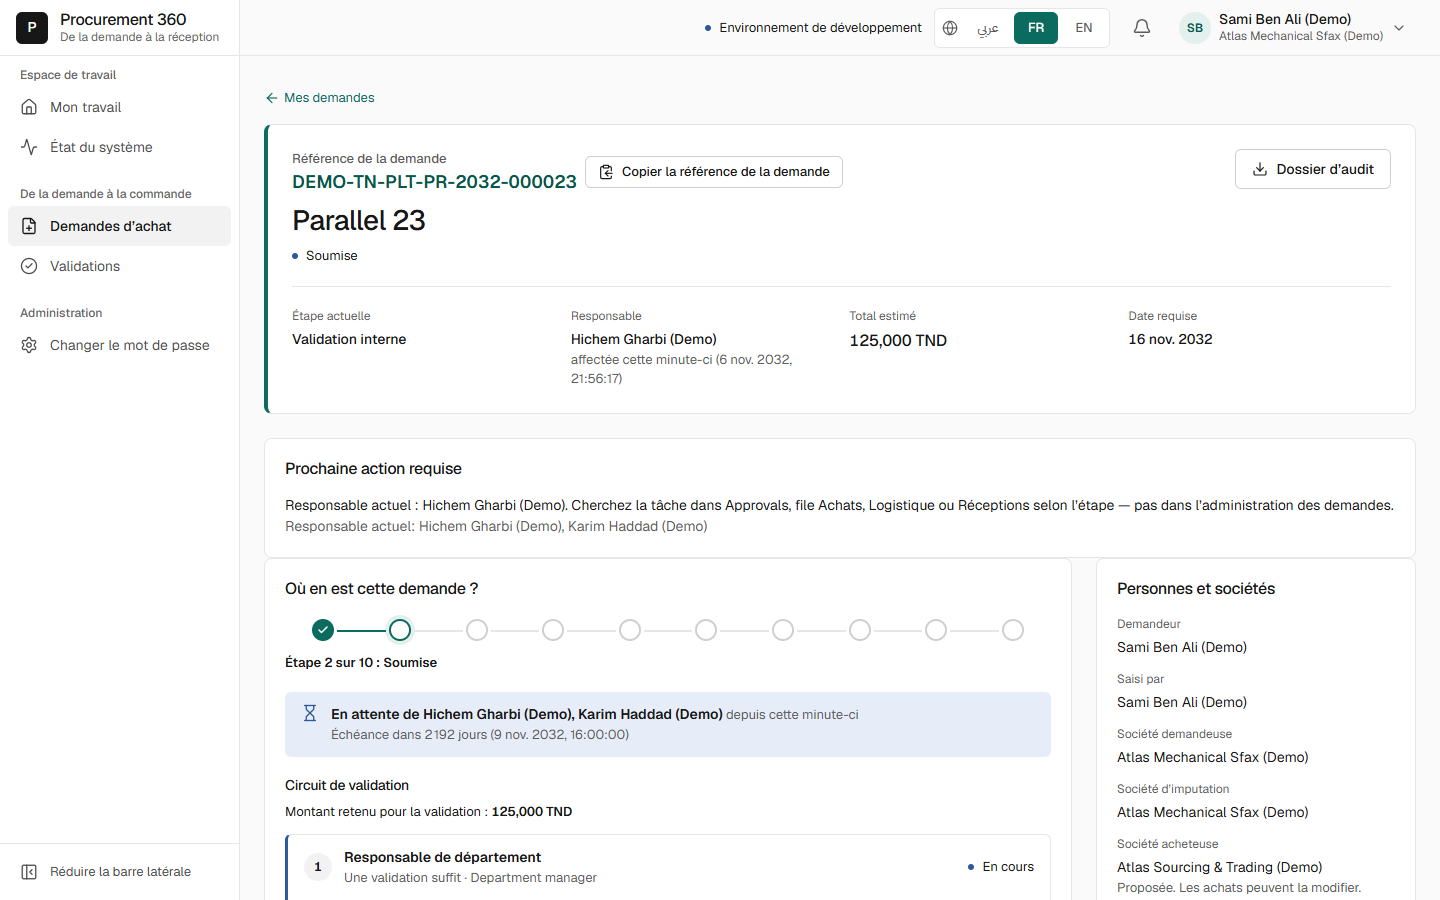 P
Procurement 360
De la demande à la réception
Environnement de développement
عربي
FR
EN
SB
Sami Ben Ali (Demo)
Atlas Mechanical Sfax (Demo)
Espace de travail
Mon travail
État du système
De la demande à la commande
Demandes d'achat
Validations
Administration
Changer le mot de passe
Réduire la barre latérale
Mes demandes
Référence de la demande
DEMO-TN-PLT-PR-2032-000023
Copier la référence de la demande
Dossier d'audit
Parallel 23
Soumise
Étape actuelle
Validation interne
Responsable
Hichem Gharbi (Demo)
affectée cette minute-ci (6 nov. 2032,
21:56:17)
Total estimé
125,000 TND
Date requise
16 nov. 2032
Prochaine action requise
Responsable actuel : Hichem Gharbi (Demo). Cherchez la tâche dans Approvals, file Achats, Logistique ou Réceptions selon l'étape — pas dans l'administration des demandes.
Responsable actuel: Hichem Gharbi (Demo), Karim Haddad (Demo)
Où en est cette demande ?
Étape 2 sur 10 : Soumise
En attente de Hichem Gharbi (Demo), Karim Haddad (Demo) depuis cette minute-ci
Échéance dans 2 192 jours (9 nov. 2032, 16:00:00)
Circuit de validation
Montant retenu pour la validation : 125,000 TND
1
Responsable de département
Une validation suffit · Department manager
En cours
Personnes et sociétés
Demandeur
Sami Ben Ali (Demo)
Saisi par
Sami Ben Ali (Demo)
Société demandeuse
Atlas Mechanical Sfax (Demo)
Société d'imputation
Atlas Mechanical Sfax (Demo)
Société acheteuse
Atlas Sourcing & Trading (Demo)
Proposée. Les achats peuvent la modifier.